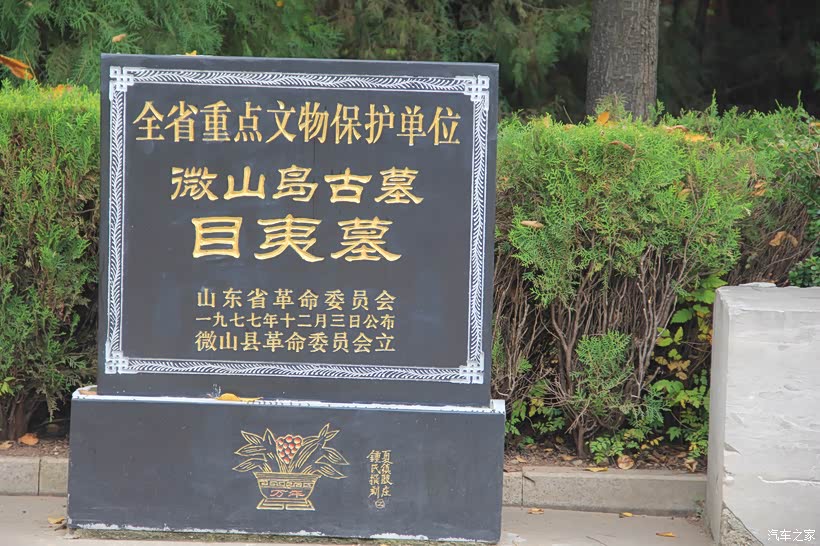 全省重点文物保护单位
微山岛古墓
目夷墓
山东省革命委员会
一九七七年十二月三日公布
微山县革命委员会立
万年
汽车之家